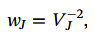 w_J = V_J^{-2},